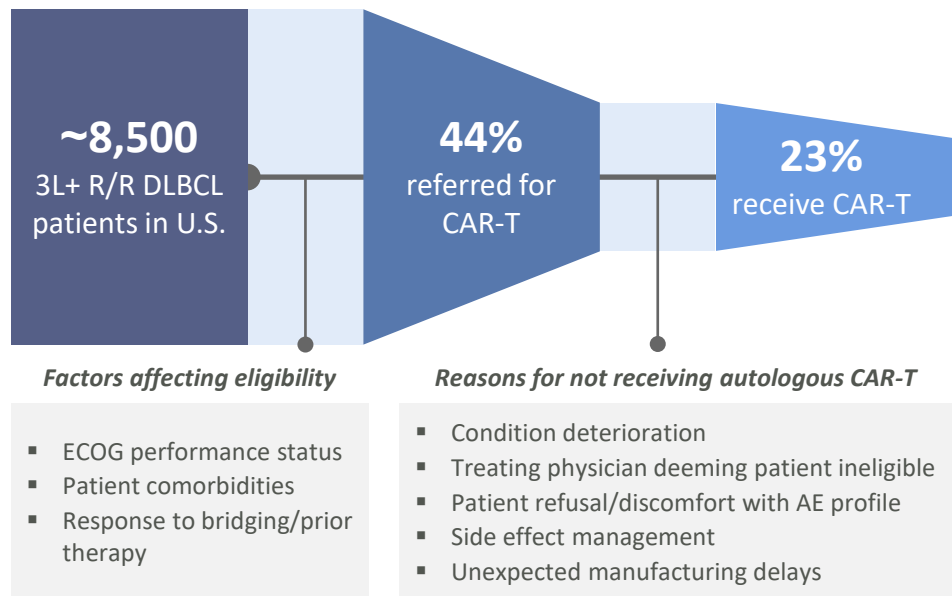 ~8,500
3L+ R/R DLBCL
patients in U.S.
44%
referred for
CAR-T
23%
receive CAR-T
Factors affecting eligibility
▪ ECOG performance status
▪ Patient comorbidities
▪ Response to bridging/prior
therapy
Reasons for not receiving autologous CAR-T
▪ Condition deterioration
▪ Treating physician deeming patient ineligible
▪ Patient refusal/discomfort with AE profile
▪ Side effect management
▪ Unexpected manufacturing delays